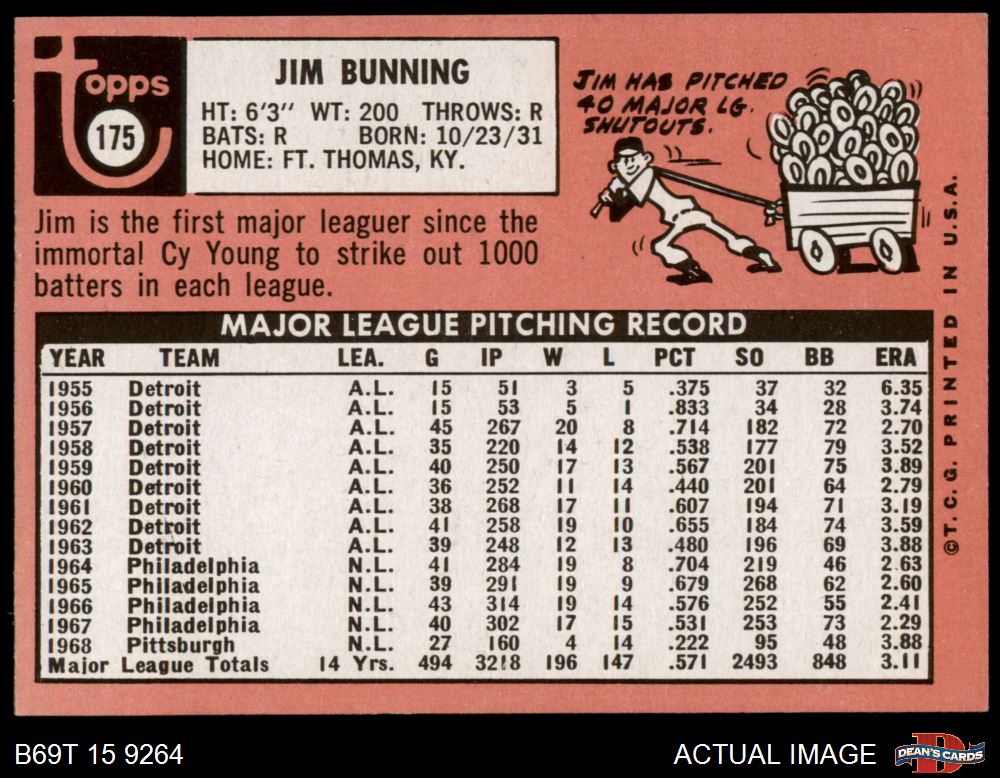 topps
175
JIM BUNNING
HT: 6'3" WT: 200 THROWS: R
BATS: R BORN: 10/23/31
HOME: FT. THOMAS, KY.
JIM HAS PITCHED
40 MAJOR LG.
SHUTOUTS.
Jim is the first major leaguer since the
immortal Cy Young to strike out 1000
batters in each league.
MAJOR LEAGUE PITCHING RECORD
YEAR TEAM LEA. G IP W L PCT SO BB ERA
1955 Detroit A.L. 15 51 3 5 .375 37 32 6.35
1956 Detroit A.L. 15 53 5 1 .833 34 28 3.74
1957 Detroit A.L. 45 267 20 8 .714 182 72 2.70
1958 Detroit A.L. 35 220 14 12 .538 177 79 3.52
1959 Detroit A.L. 40 250 17 13 .567 201 75 3.89
1960 Detroit A.L. 36 252 11 14 .440 201 64 2.79
1961 Detroit A.L. 38 268 17 11 .607 194 71 3.19
1962 Detroit A.L. 41 258 19 10 .655 184 74 3.59
1963 Detroit A.L. 39 248 12 13 .480 196 69 3.88
1964 Philadelphia N.L. 41 284 19 8 .704 219 46 2.63
1965 Philadelphia N.L. 39 291 19 9 .679 268 62 2.60
1966 Philadelphia N.L. 43 314 19 14 .576 252 55 2.41
1967 Philadelphia N.L. 40 302 17 15 .531 253 73 2.29
1968 Pittsburgh N.L. 27 160 4 14 .222 95 48 3.88
Major League Totals 14 Yrs. 494 3218 196 147 .571 2493 848 3.11
©T.C.G. PRINTED IN U.S.A.
B69T 15 9264
ACTUAL IMAGE
DEAN'S CARDS